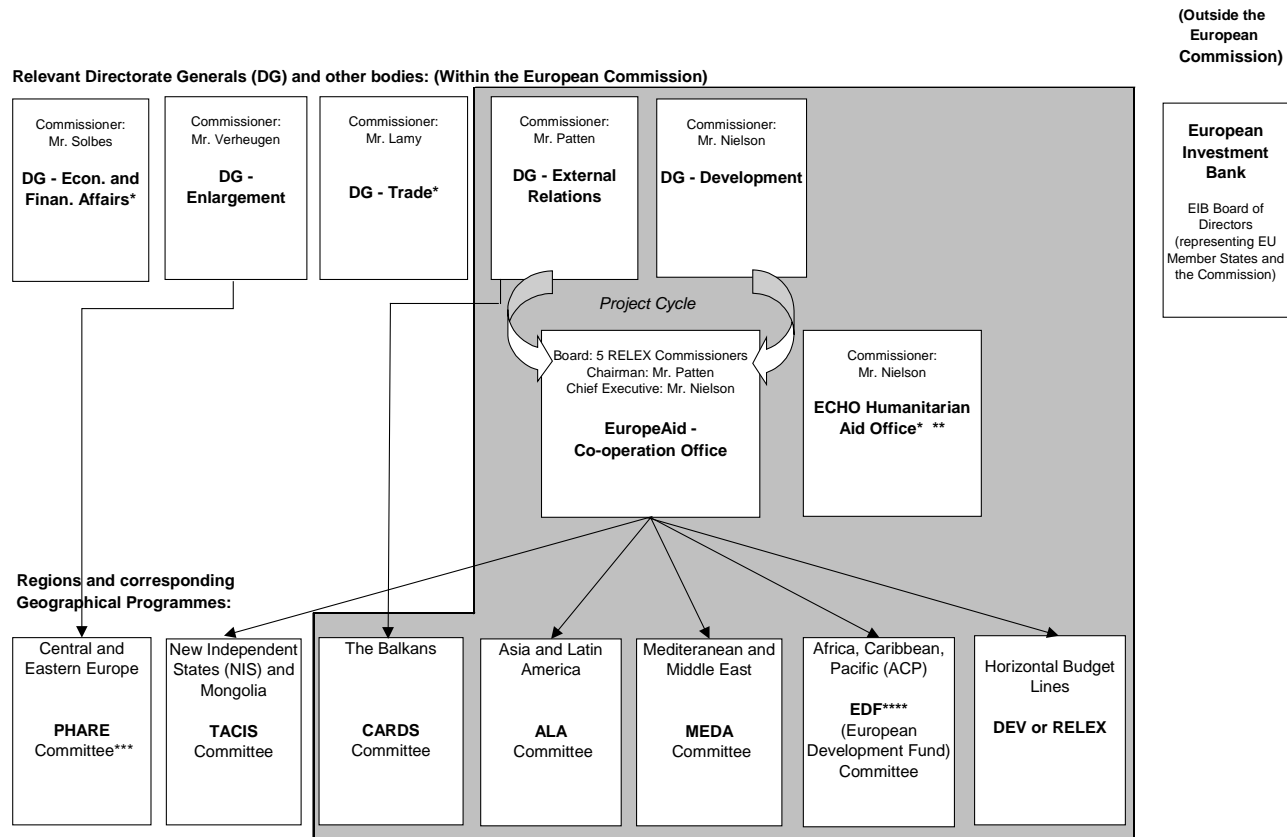 (Outside the
European
Commission)
Relevant Directorate Generals (DG) and other bodies: (Within the European Commission)
Commissioner:
Mr. Solbes
DG - Econ. and
Finan. Affairs*
Commissioner:
Mr. Verheugen
DG -
Enlargement
Commissioner:
Mr. Lamy
DG - Trade*
Commissioner:
Mr. Patten
DG - External
Relations
Commissioner:
Mr. Nielson
DG - Development
European
Investment
Bank
EIB Board of
Directors
(representing EU
Member States and
the Commission)
Project Cycle
Board: 5 RELEX Commissioners
Chairman: Mr. Patten
Chief Executive: Mr. Nielson
EuropeAid -
Co-operation Office
Commissioner:
Mr. Nielson
ECHO Humanitarian
Aid Office* **
Regions and corresponding
Geographical Programmes:
Central and
Eastern Europe
PHARE
Committee***
New Independent
States (NIS) and
Mongolia
TACIS
Committee
The Balkans
CARDS
Committee
Asia and Latin
America
ALA
Committee
Mediteranean and
Middle East
MEDA
Committee
Africa, Caribbean,
Pacific (ACP)
EDF****
(European
Development Fund)
Committee
Horizontal Budget
Lines
DEV or RELEX